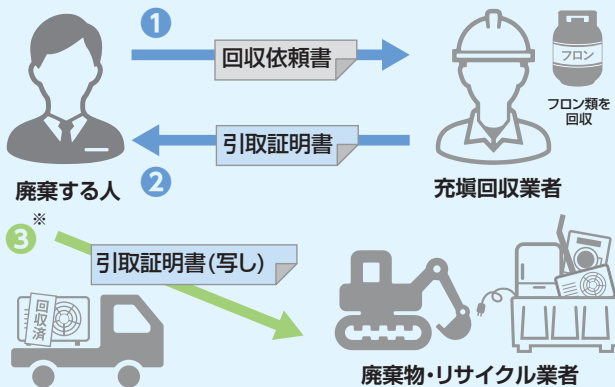 ①
回収依頼書
フロン
フロン類を
回収
引取証明書
②
廃棄する人
充塡回収業者
③
※
引取証明書(写し)
回収済
廃棄物・リサイクル業者